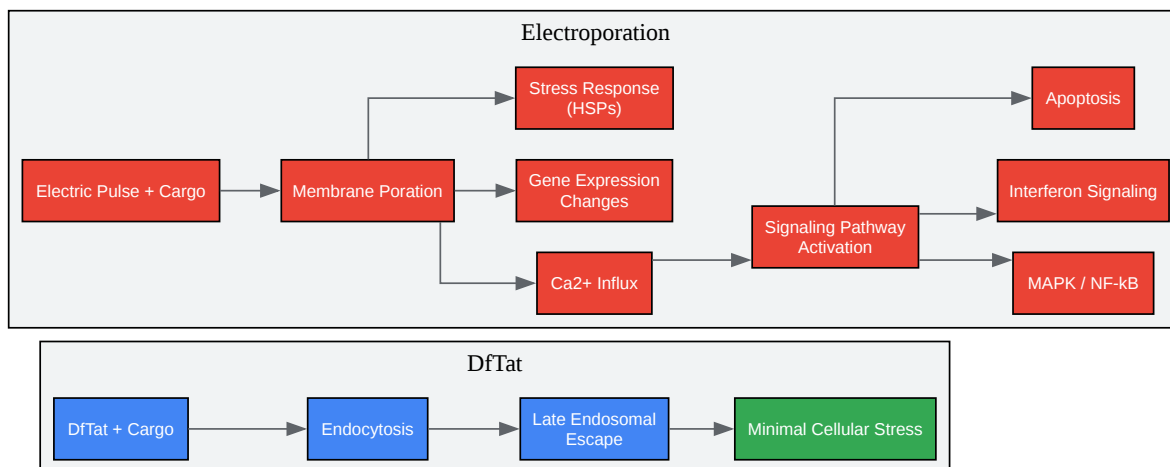 Electroporation
Stress Response
(HSPs)
Apoptosis
Electric Pulse + Cargo
Membrane Poration
Gene Expression
Changes
Interferon Signaling
Signaling Pathway
Activation
Ca2+ Influx
MAPK / NF-kB
DfTat
DfTat + Cargo
Endocytosis
Late Endosomal
Escape
Minimal Cellular Stress